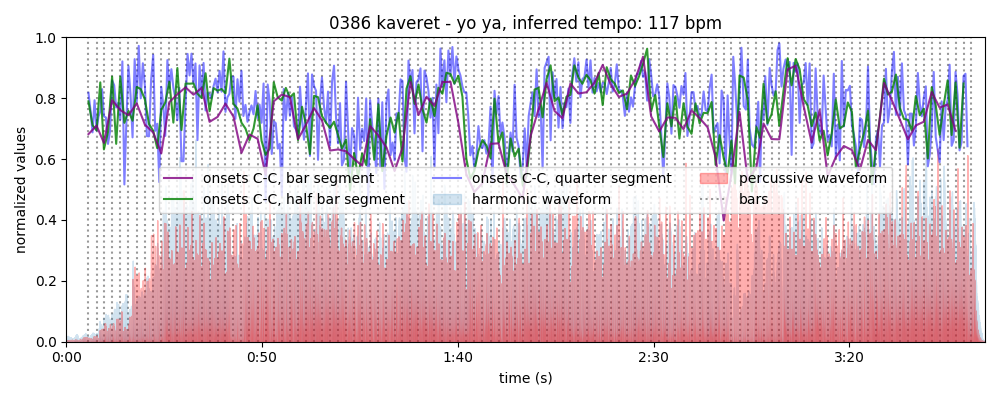 0386 kaveret - yo ya, inferred tempo: 117 bpm
1.0
0.8
0.6
0.4
0.2
0.0
normalized values
onsets C-C, bar segment
onsets C-C, half bar segment
onsets C-C, quarter segment
harmonic waveform
percussive waveform
bars
0:00 0:50 1:40 2:30 3:20
time (s)